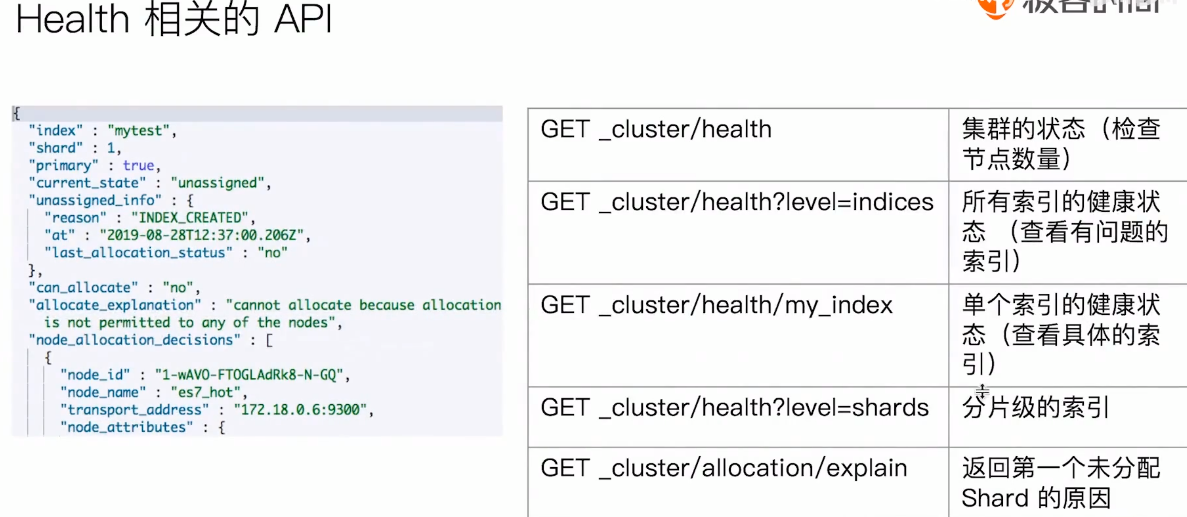 Health 相关的 API
{
"index" : "mytest",
"shard" : 1,
"primary" : true,
"current_state" : "unassigned",
"unassigned_info" : {
"reason" : "INDEX_CREATED",
"at" : "2019-08-28T12:37:00.206Z",
"last_allocation_status" : "no"
},
"can_allocate" : "no",
"allocate_explanation" : "cannot allocate because allocation
is not permitted to any of the nodes",
"node_allocation_decisions" : [
{
"node_id" : "1-wAVO-FTOGLAdRk8-N-GQ",
"node_name" : "es7_hot",
"transport_address" : "172.18.0.6:9300",
"node_attributes" : {
GET _cluster/health
集群的状态（检查
节点数量）
GET _cluster/health?level=indices
所有索引的健康状
态 （查看有问题的
索引）
GET _cluster/health/my_index
单个索引的健康状
态（查看具体的索
引）
GET _cluster/health?level=shards
分片级的索引
GET _cluster/allocation/explain
返回第一个未分配
Shard 的原因